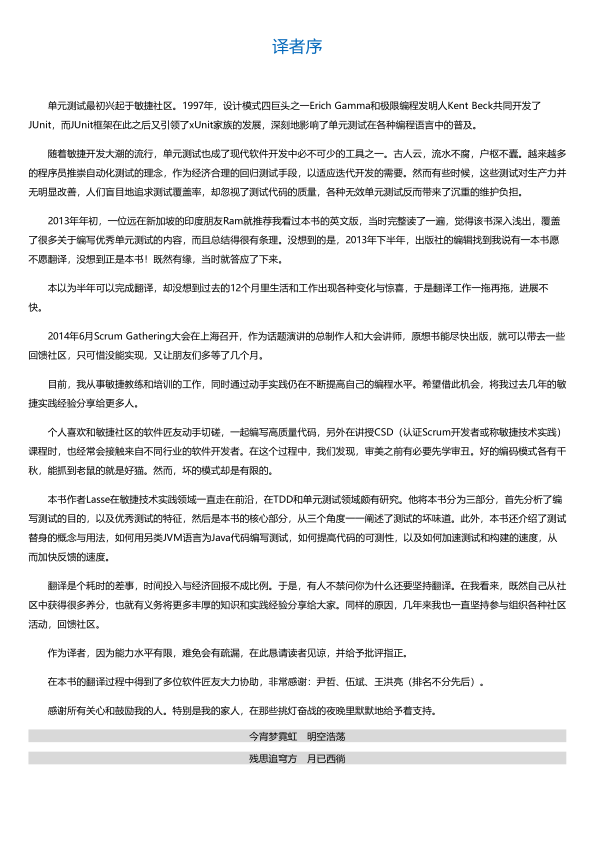 译者序
单元测试最初兴起于敏捷社区。1997年，设计模式四巨头之一Erich Gamma和极限编程发明人Kent Beck共同开发了
JUnit，而JUnit框架在此之后又引领了xUnit家族的发展，深刻地影响了单元测试在各种编程语言中的普及。
随着敏捷开发大潮的流行，单元测试也成了现代软件开发中必不可少的工具之一。古人云，流水不腐，户枢不蠹。越来越多
的程序员推崇自动化测试的理念，作为经济合理的回归测试手段，以适应迭代开发的需要。然而有些时候，这些测试对生产力并
无明显改善，人们盲目地追求测试覆盖率，却忽视了测试代码的质量，各种无效单元测试反而带来了沉重的维护负担。
2013年年初，一位远在新加坡的印度朋友Ram就推荐我看过本书的英文版，当时完整读了一遍，觉得该书深入浅出，覆盖
了很多关于编写优秀单元测试的内容，而且总结得很有条理。没想到的是，2013年下半年，出版社的编辑找到我说有一本书愿
不愿翻译，没想到正是本书！既然有缘，当时就答应了下来。
本以为半年可以完成翻译，却没想到过去的12个月里生活和工作出现各种变化与惊喜，于是翻译工作一拖再拖，进展不
快。
2014年6月Scrum Gathering大会在上海召开，作为话题演讲的总制作人和大会讲师，原想书能尽快出版，就可以带去一些
回馈社区，只可惜没能实现，又让朋友们多等了几个月。
目前，我从事敏捷教练和培训的工作，同时通过动手实践仍在不断提高自己的编程水平。希望借此机会，将我过去几年的敏
捷实践经验分享给更多人。
个人喜欢和敏捷社区的软件匠友动手切磋，一起编写高质量代码，另外在讲授CSD（认证Scrum开发者或称敏捷技术实践）
课程时，也经常会接触来自不同行业的软件开发者。在这个过程中，我们发现，审美之前有必要先学审丑。好的编码模式各有千
秋，能抓到老鼠的就是好猫。然而，坏的模式却是有限的。
本书作者Lasse在敏捷技术实践领域一直走在前沿，在TDD和单元测试领域颇有研究。他将本书分为三部分，首先分析了编
写测试的目的，以及优秀测试的特征，然后是本书的核心部分，从三个角度一一阐述了测试的坏味道。此外，本书还介绍了测试
替身的概念与用法，如何用另类JVM语言为Java代码编写测试，如何提高代码的可测性，以及如何加速测试和构建的速度，从
而加快反馈的速度。
翻译是个耗时的差事，时间投入与经济回报不成比例。于是，有人不禁问你为什么还要坚持翻译。在我看来，既然自己从社
区中获得很多养分，也就有义务将更多丰厚的知识和实践经验分享给大家。同样的原因，几年来我也一直坚持参与组织各种社区
活动，回馈社区。
作为译者，因为能力水平有限，难免会有疏漏，在此恳请读者见谅，并给予批评指正。
在本书的翻译过程中得到了多位软件匠友大力协助，非常感谢：尹哲、伍斌、王洪亮（排名不分先后）。
感谢所有关心和鼓励我的人。特别是我的家人，在那些挑灯奋战的夜晚里默默地给予着支持。
今宵梦霓虹　明空浩荡
残思追穹方　月已西徜